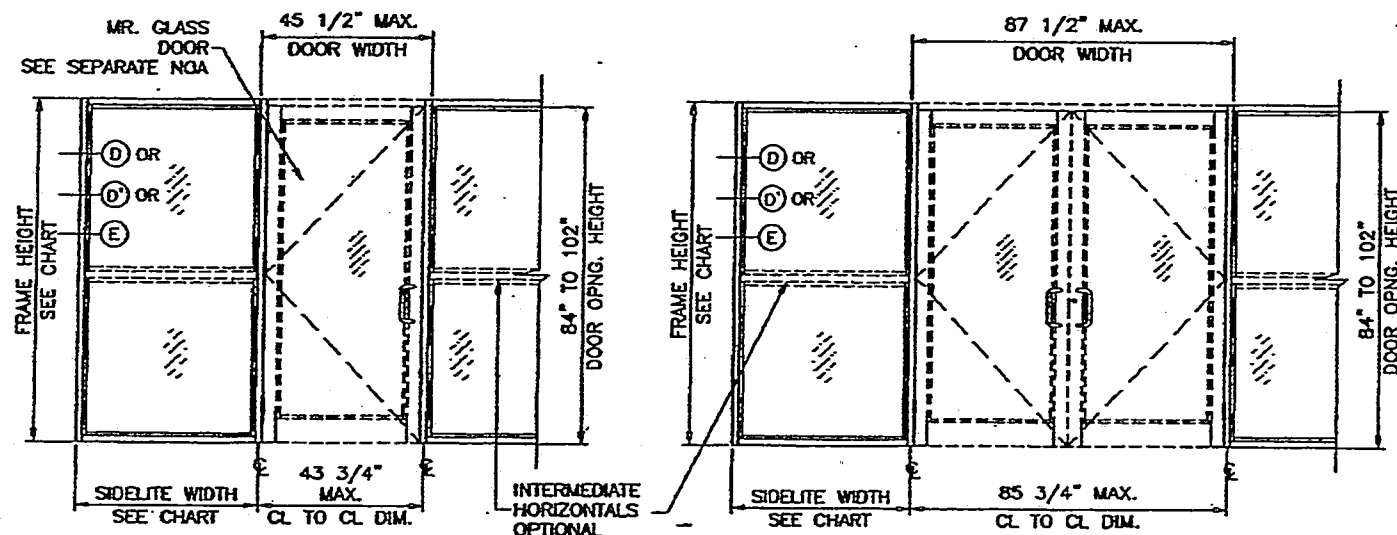 MR. GLASS
DOOR
SEE SEPARATE NOA
45 1/2" MAX.
DOOR WIDTH
D OR
D" OR
E
FRAME HEIGHT
SEE CHART
84" TO 102"
DOOR OPNG. HEIGHT
SIDELITE WIDTH
SEE CHART
℄
43 3/4"
MAX.
CL TO CL DIM.
℄
INTERMEDIATE
HORIZONTALS
OPTIONAL
87 1/2" MAX.
DOOR WIDTH
D OR
D' OR
E
FRAME HEIGHT
SEE CHART
84" TO 102"
DOOR OPNG. HEIGHT
SIDELITE WIDTH
SEE CHART
℄
85 3/4" MAX.
CL TO CL DIM.
℄